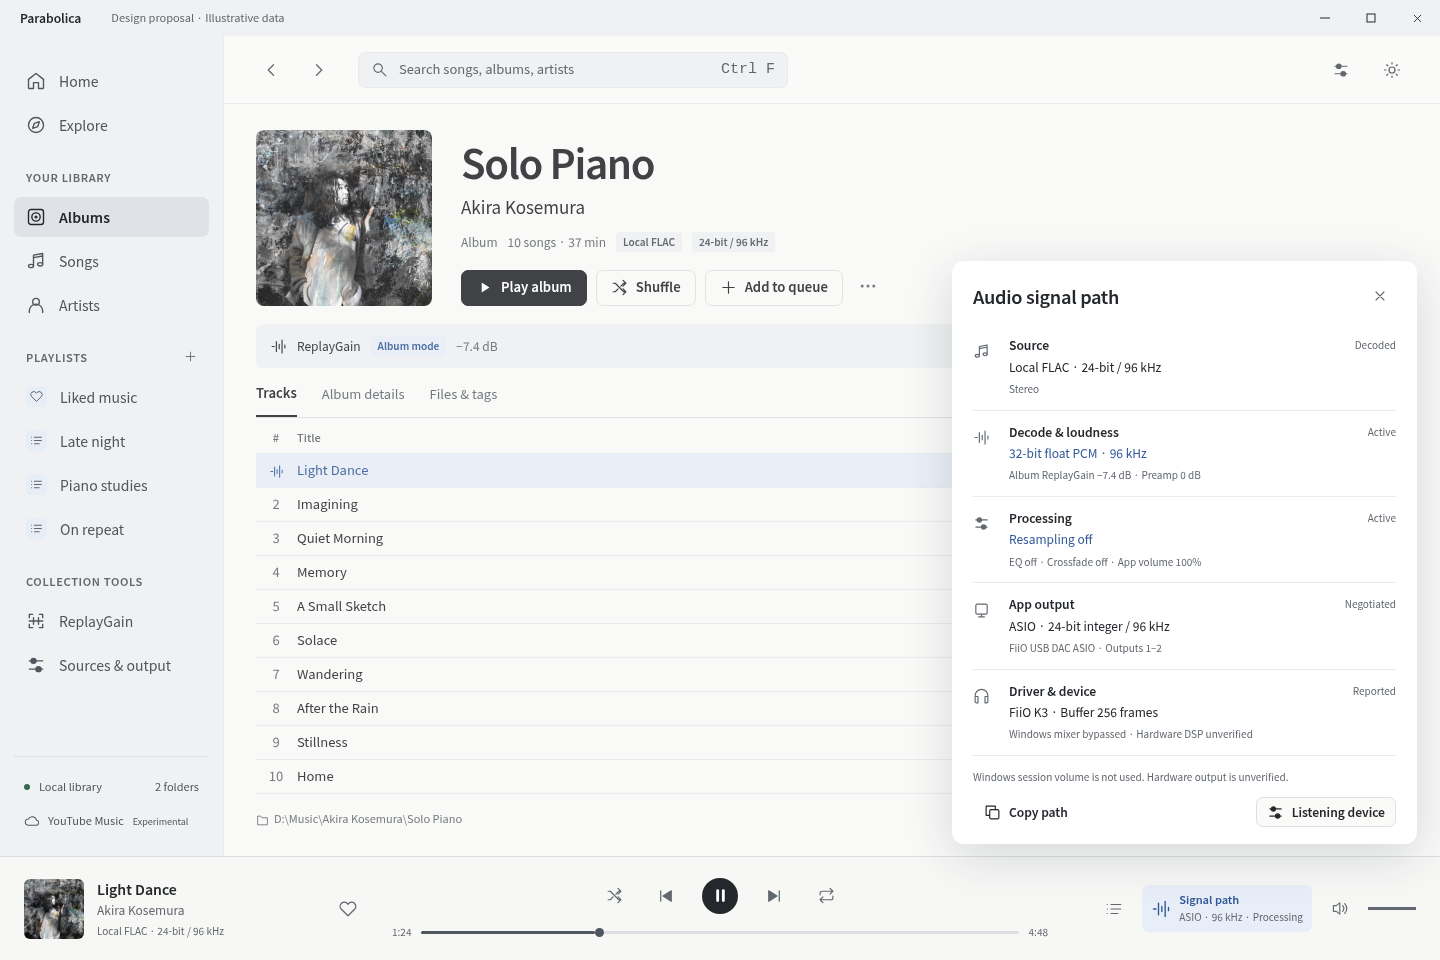 Parabolica
Design proposal · Illustrative data
Home
Explore
YOUR LIBRARY
Albums
Songs
Artists
PLAYLISTS
Liked music
Late night
Piano studies
On repeat
COLLECTION TOOLS
ReplayGain
Sources & output
Local library 2 folders
YouTube Music Experimental
Search songs, albums, artists Ctrl F
Solo Piano
Akira Kosemura
Album 10 songs · 37 min Local FLAC 24-bit / 96 kHz
Play album Shuffle Add to queue
ReplayGain Album mode −7.4 dB
Tracks Album details Files & tags
# Title
Light Dance
2 Imagining
3 Quiet Morning
4 Memory
5 A Small Sketch
6 Solace
7 Wandering
8 After the Rain
9 Stillness
10 Home
D:\Music\Akira Kosemura\Solo Piano
Audio signal path
Source Decoded
Local FLAC · 24-bit / 96 kHz
Stereo
Decode & loudness Active
32-bit float PCM · 96 kHz
Album ReplayGain −7.4 dB · Preamp 0 dB
Processing Active
Resampling off
EQ off · Crossfade off · App volume 100%
App output Negotiated
ASIO · 24-bit integer / 96 kHz
FiiO USB DAC ASIO · Outputs 1–2
Driver & device Reported
FiiO K3 · Buffer 256 frames
Windows mixer bypassed · Hardware DSP unverified
Windows session volume is not used. Hardware output is unverified.
Copy path Listening device
Light Dance
Akira Kosemura
Local FLAC · 24-bit / 96 kHz
1:24 4:48
Signal path
ASIO · 96 kHz · Processing